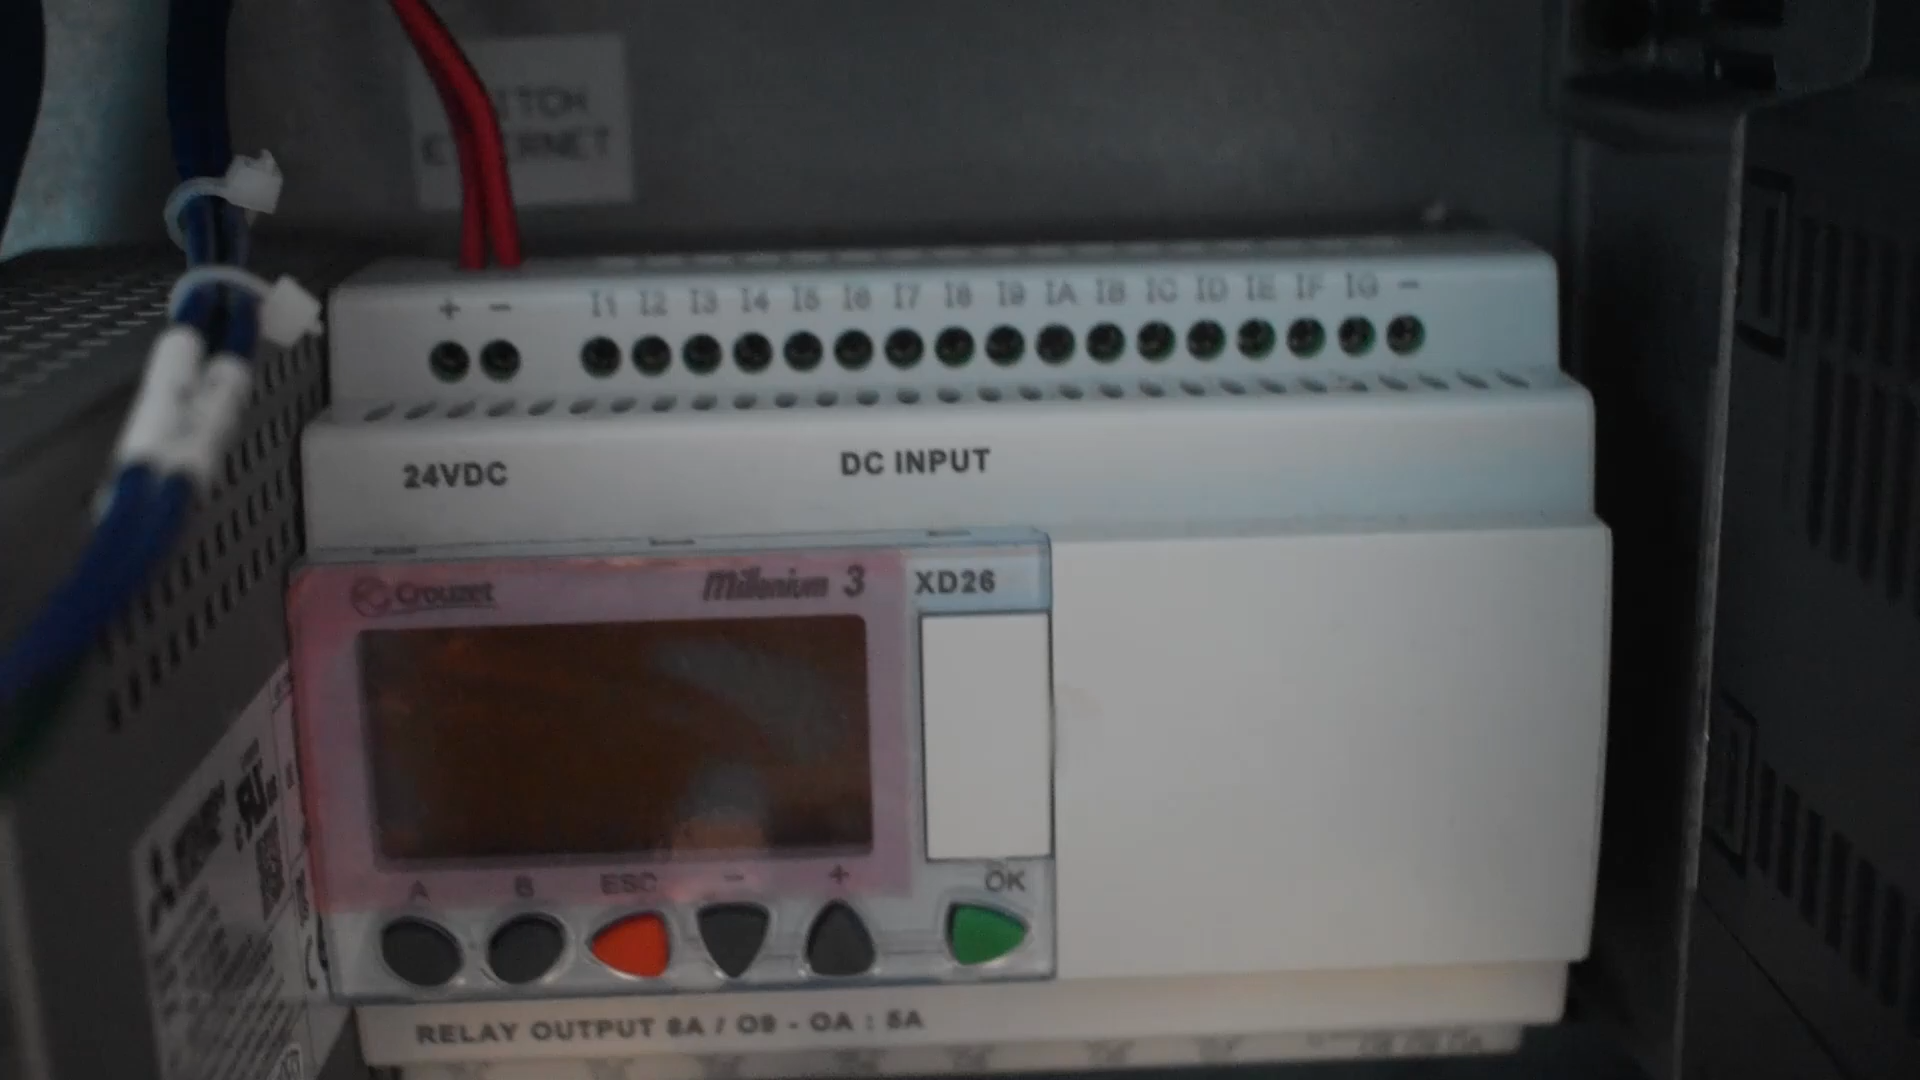 ETHERNET
+ − I1 I2 I3 I4 I5 I6 I7 I8 I9 IA IB IC ID IE IF IG −
24VDC
DC INPUT
Crouzet
Millenium 3
XD26
A B ESC − + OK
RELAY OUTPUT 8A / O9 - OA : 5A